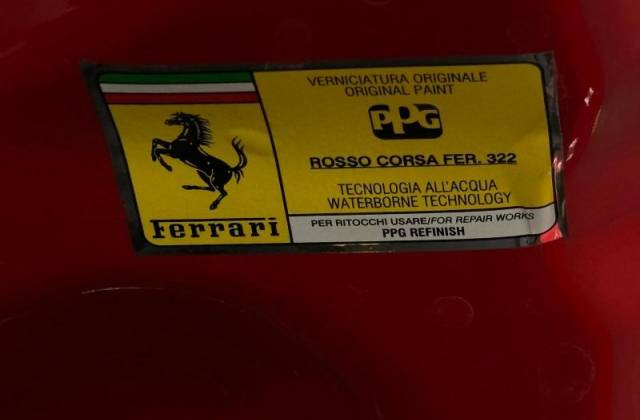 VERNICIATURA ORIGINALE
ORIGINAL PAINT
PPG
ROSSO CORSA FER. 322
TECNOLOGIA ALL'ACQUA
WATERBORNE TECHNOLOGY
Ferrari
PER RITOCCHI USARE/FOR REPAIR WORKS
PPG REFINISH